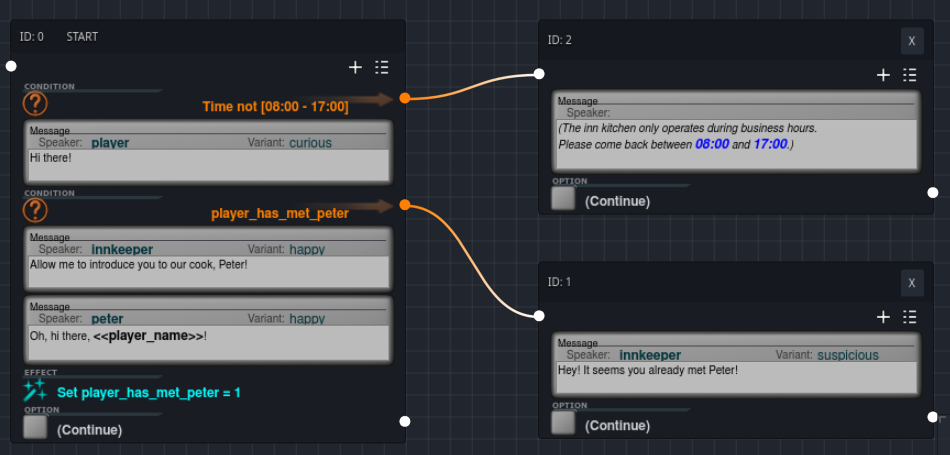 ID: 0 START
CONDITION
Time not [08:00 - 17:00]
Message
Speaker: player Variant: curious
Hi there!
CONDITION
player_has_met_peter
Message
Speaker: innkeeper Variant: happy
Allow me to introduce you to our cook, Peter!
Message
Speaker: peter Variant: happy
Oh, hi there, <<player_name>>!
EFFECT
Set player_has_met_peter = 1
OPTION
(Continue)
ID: 2 X
Message
Speaker:
(The inn kitchen only operates during business hours.
Please come back between 08:00 and 17:00.)
OPTION
(Continue)
ID: 1 X
Message
Speaker: innkeeper Variant: suspicious
Hey! It seems you already met Peter!
OPTION
(Continue)